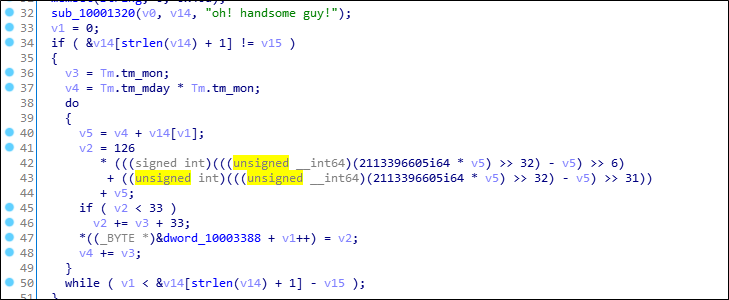 32 sub_10001320(v0, v14, "oh! handsome guy!");
33 v1 = 0;
34 if ( &v14[strlen(v14) + 1] != v15 )
35 {
36 v3 = Tm.tm_mon;
37 v4 = Tm.tm_mday * Tm.tm_mon;
38 do
39 {
40 v5 = v4 + v14[v1];
41 v2 = 126
42 * (((signed int)(((unsigned __int64)(2113396605i64 * v5) >> 32) - v5) >> 6)
43 + ((unsigned int)(((unsigned __int64)(2113396605i64 * v5) >> 32) - v5) >> 31))
44 + v5;
45 if ( v2 < 33 )
46 v2 += v3 + 33;
47 *((_BYTE *)&dword_10003388 + v1++) = v2;
48 v4 += v3;
49 }
50 while ( v1 < &v14[strlen(v14) + 1] - v15 );